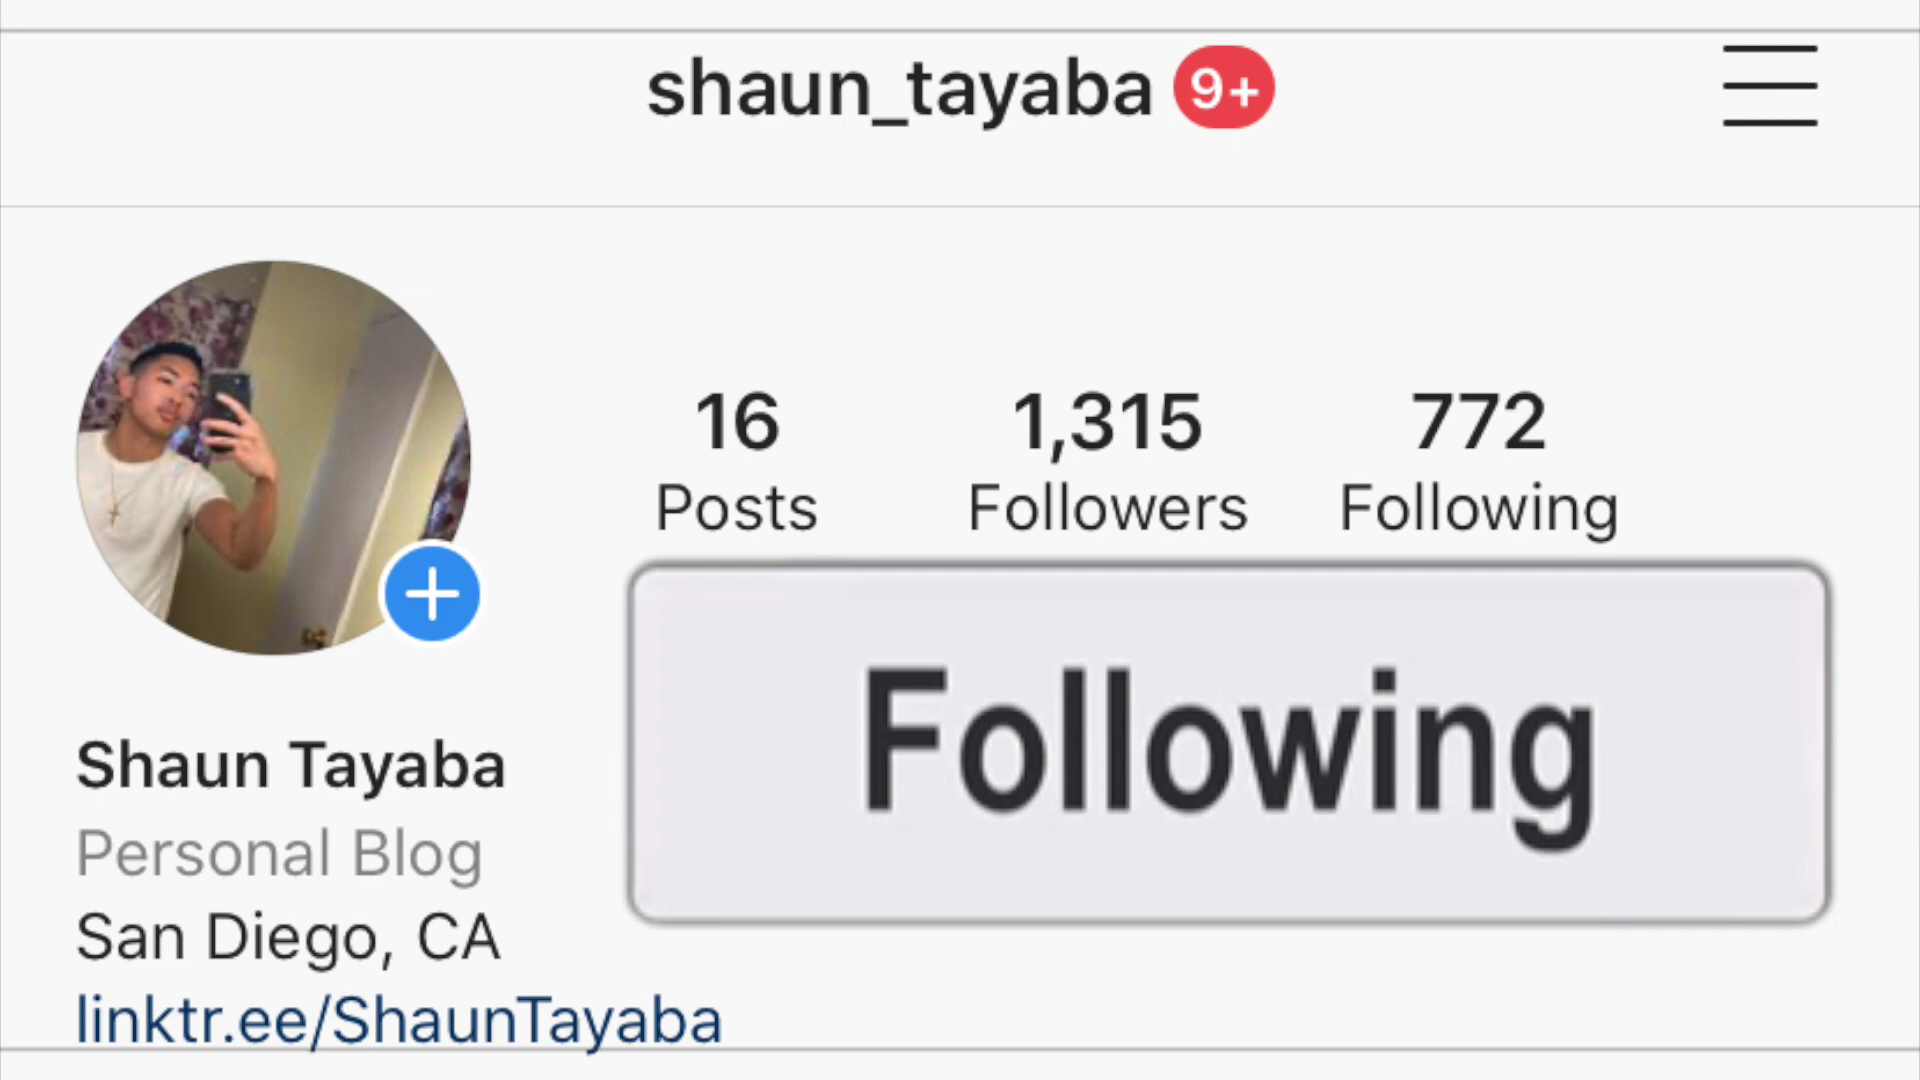 shaun_tayaba 9+
16 1,315 772
Posts Followers Following
Following
Shaun Tayaba
Personal Blog
San Diego, CA
linktr.ee/ShaunTayaba